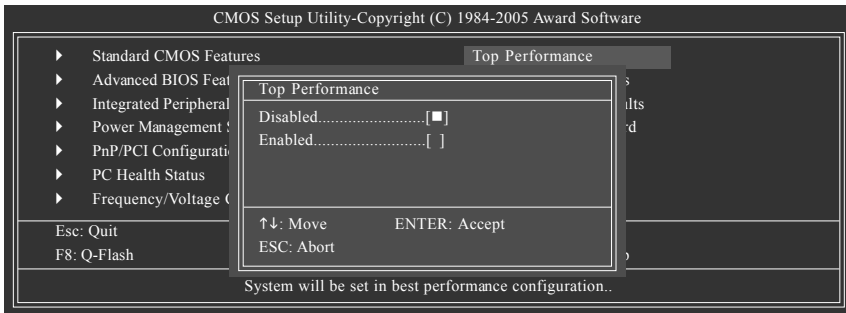 CMOS Setup Utility-Copyright (C) 1984-2005 Award Software
Standard CMOS Features
Top Performance
Advanced BIOS Feat
s
Integrated Peripheral
ults
Power Management S
rd
PnP/PCI Configurati
PC Health Status
Frequency/Voltage C
Top Performance
Disabled.........................[■]
Enabled.........................[ ]
↑↓: Move ENTER: Accept
ESC: Abort
Esc: Quit
F8: Q-Flash
System will be set in best performance configuration..